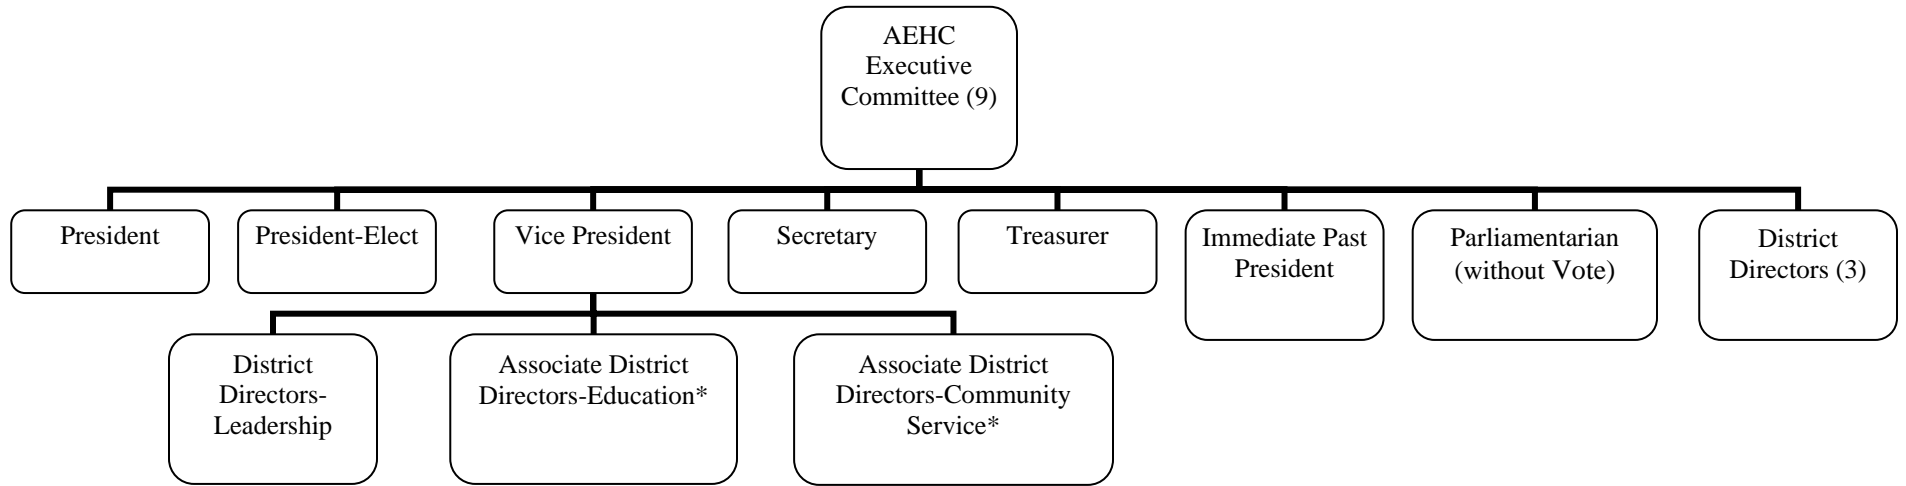 AEHC
Executive
Committee (9)
President
President-Elect
Vice President
Secretary
Treasurer
Immediate Past
President
Parliamentarian
(without Vote)
District
Directors (3)
District
Directors-
Leadership
Associate District
Directors-Education*
Associate District
Directors-Community
Service*